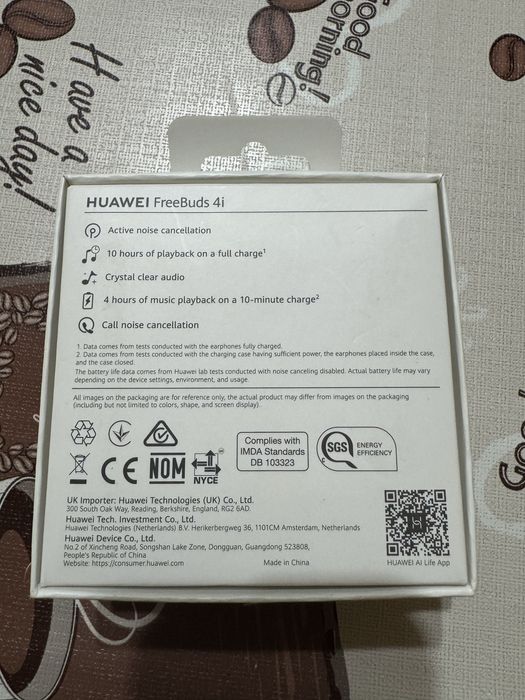 Have a
nice day!
Good
morning!
HUAWEI FreeBuds 4i
Active noise cancellation
10 hours of playback on a full charge¹
Crystal clear audio
4 hours of music playback on a 10-minute charge²
Call noise cancellation
1. Data comes from tests conducted with the earphones fully charged.
2. Data comes from tests conducted with the charging case having sufficient power, the earphones placed inside the case,
and the case closed.
The battery life data comes from Huawei lab tests conducted with noise canceling disabled. Actual battery life may vary
depending on the device settings, environment, and usage.
All images on the packaging are for reference only, the actual product may differ from images on the packaging
(including but not limited to colors, shape, and screen display).
CE
NOM
NYCE
Complies with
IMDA Standards
DB 103323
SGS
ENERGY
EFFICIENCY
UK Importer: Huawei Technologies (UK) Co., Ltd.
300 South Oak Way, Reading, Berkshire, England, RG2 6AD.
Huawei Tech. Investment Co., Ltd.
Huawei Technologies (Netherlands) B.V. Herikerbergweg 36, 1101CM Amsterdam, Netherlands
Huawei Device Co., Ltd.
No.2 of Xincheng Road, Songshan Lake Zone, Dongguan, Guangdong 523808,
People's Republic of China
Website: https://consumer.huawei.com
Made in China
HUAWEI AI Life App